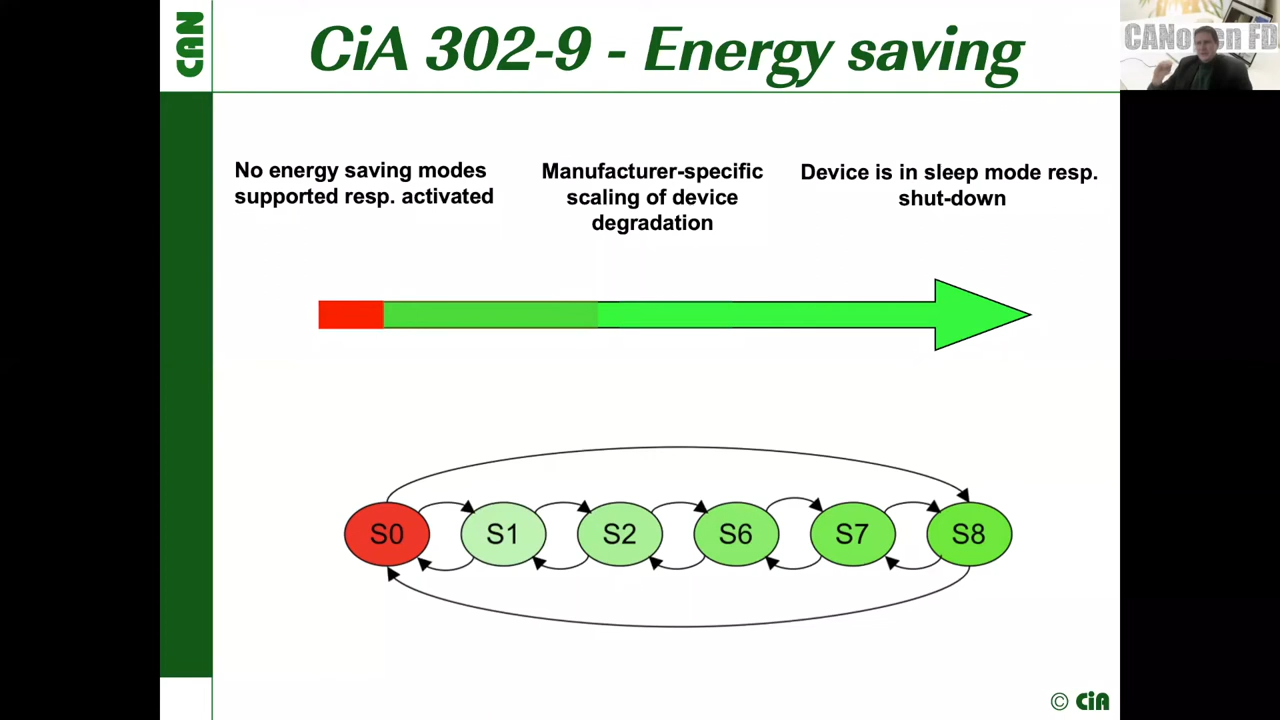 CAN
CiA 302-9 - Energy saving
CANopen FD
No energy saving modes
supported resp. activated
Manufacturer-specific
scaling of device
degradation
Device is in sleep mode resp.
shut-down
S0
S1
S2
S6
S7
S8
© CiA